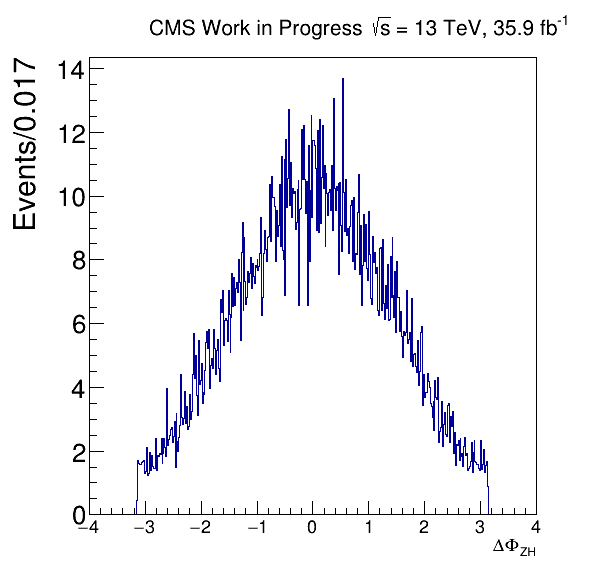 CMS Work in Progress √s = 13 TeV, 35.9 fb⁻¹
Events/0.017
14
12
10
8
6
4
2
0
−4 −3 −2 −1 0 1 2 3 4
ΔΦ_ZH